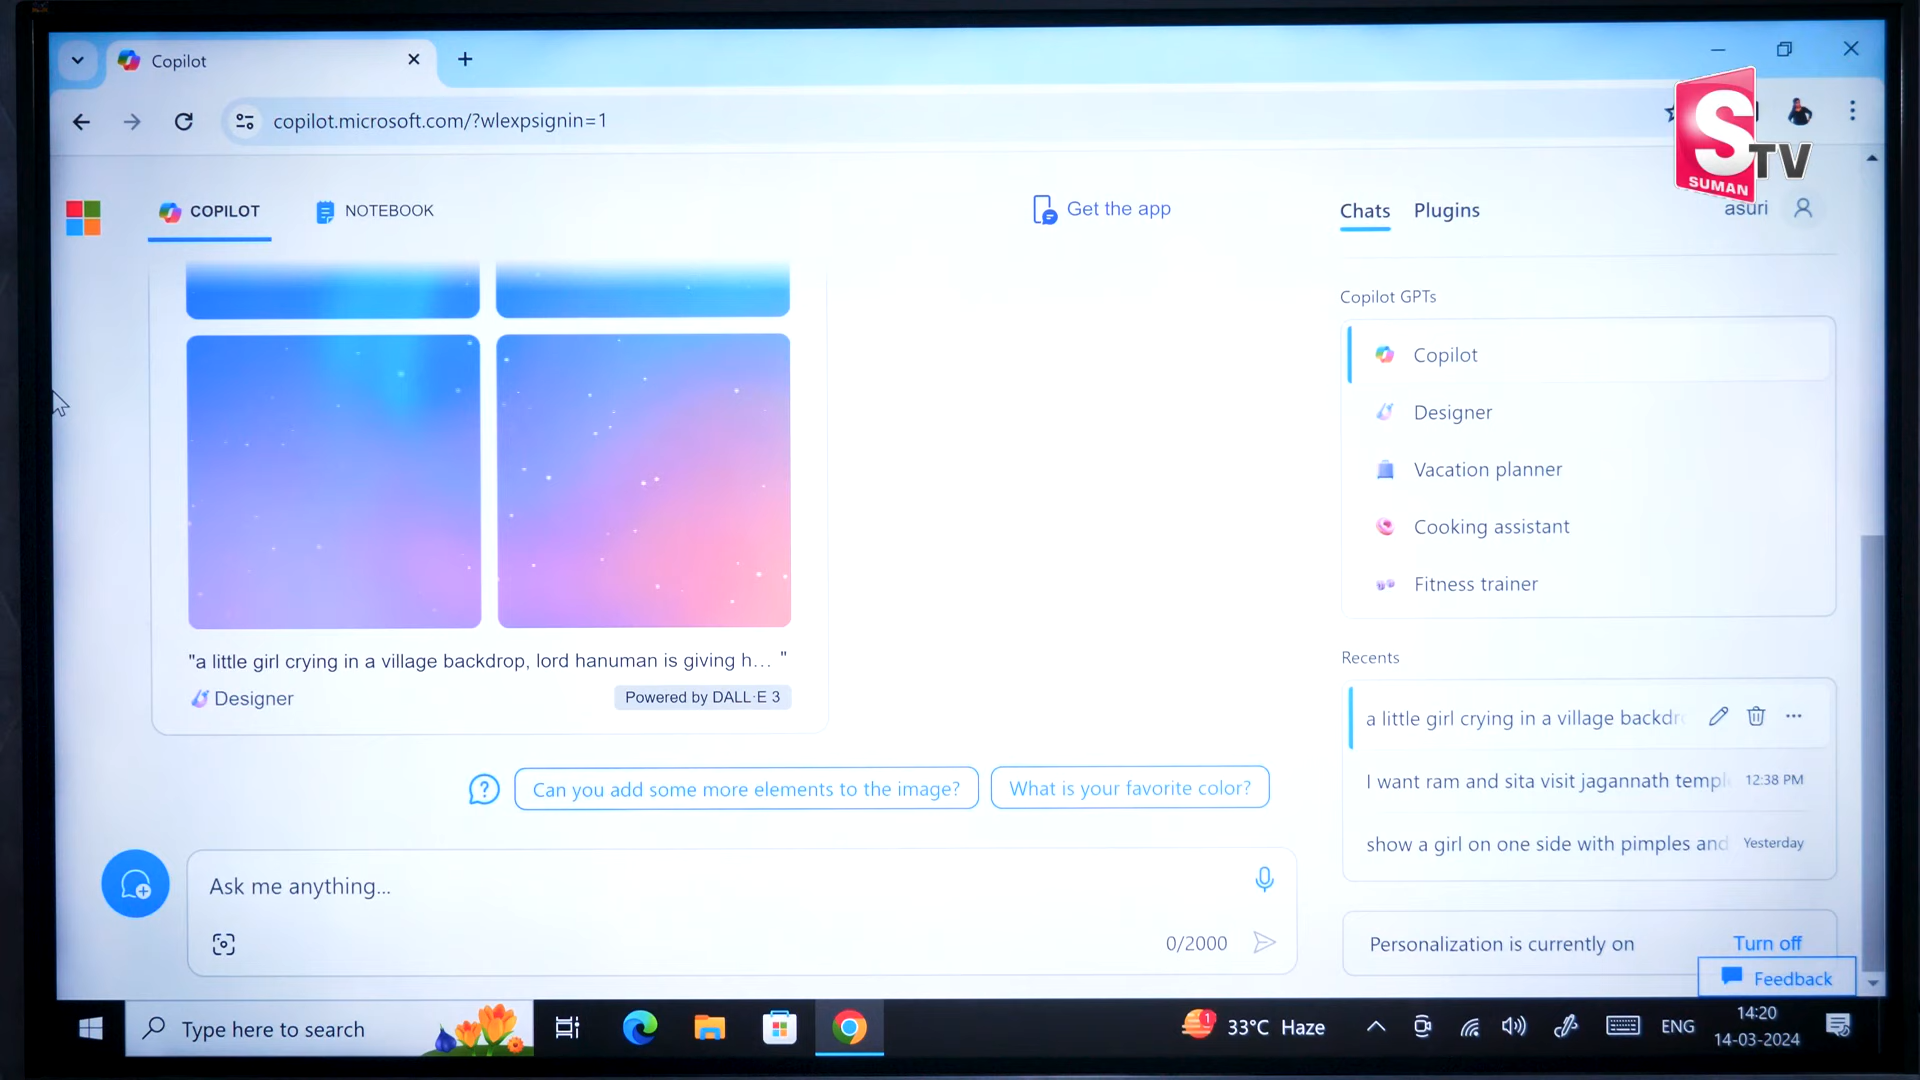 Copilot
copilot.microsoft.com/?wlexpsignin=1
S TV
SUMAN
COPILOT
NOTEBOOK
Get the app
Chats
Plugins
asuri
Copilot GPTs
Copilot
Designer
Vacation planner
Cooking assistant
Fitness trainer
"a little girl crying in a village backdrop, lord hanuman is giving h... "
Designer
Powered by DALL·E 3
Recents
a little girl crying in a village backdr
I want ram and sita visit jagannath templ
12:38 PM
show a girl on one side with pimples and
Yesterday
Can you add some more elements to the image?
What is your favorite color?
Ask me anything...
0/2000
Personalization is currently on
Turn off
Feedback
Type here to search
1
33°C Haze
ENG
14:20
14-03-2024